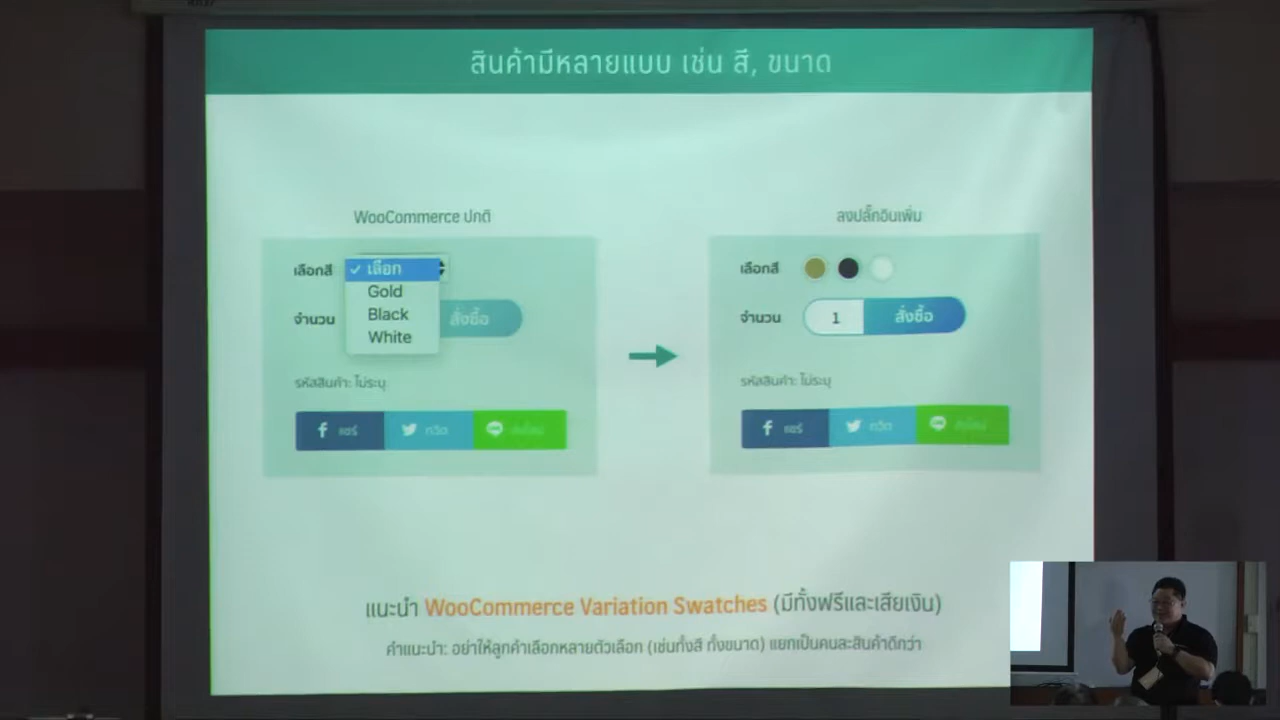 สินค้ามีหลายแบบ เช่น สี, ขนาด
WooCommerce ปกติ
เลือกสี
เลือก
Gold
Black
White
จำนวน
สั่งซื้อ
รหัสสินค้า: ไม่ระบุ
แชร์
ทวีต
ลงปลั๊กอินเพิ่ม
เลือกสี
จำนวน 1 สั่งซื้อ
รหัสสินค้า: ไม่ระบุ
แชร์
ทวีต
แนะนำ WooCommerce Variation Swatches (มีทั้งฟรีและเสียเงิน)
คำแนะนำ: อย่าให้ลูกค้าเลือกหลายตัวเลือก (เช่นทั้งสี ทั้งขนาด) แยกเป็นคนละสินค้าดีกว่า